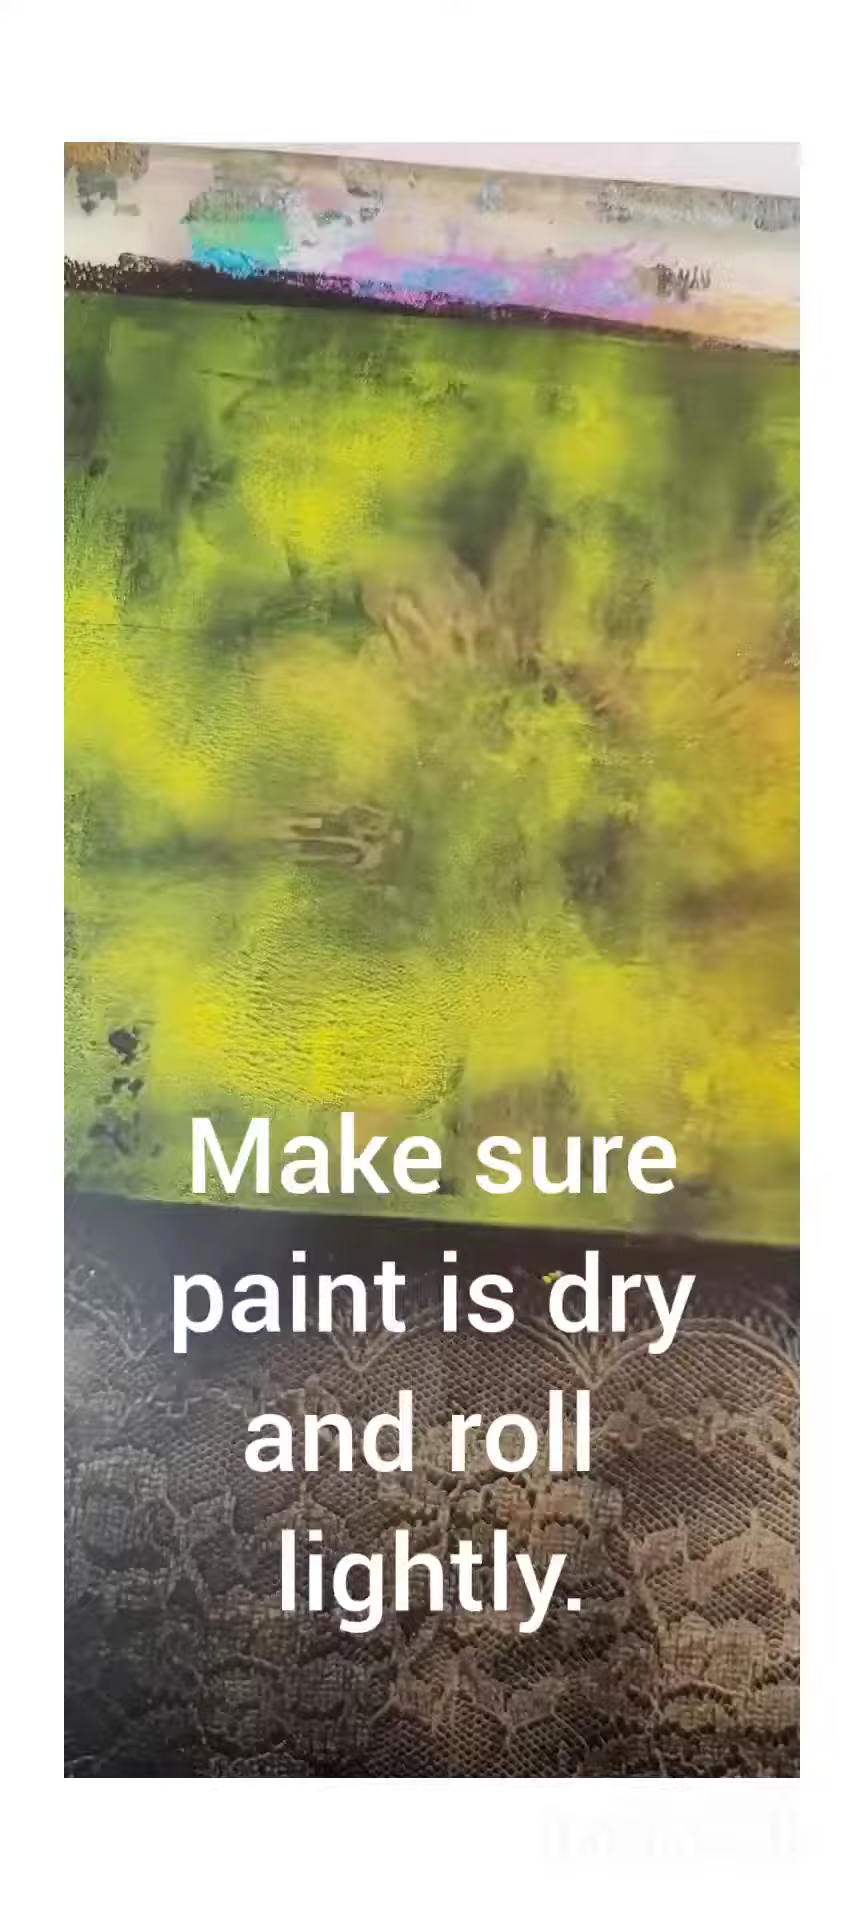 Make sure
paint is dry
and roll
lightly.